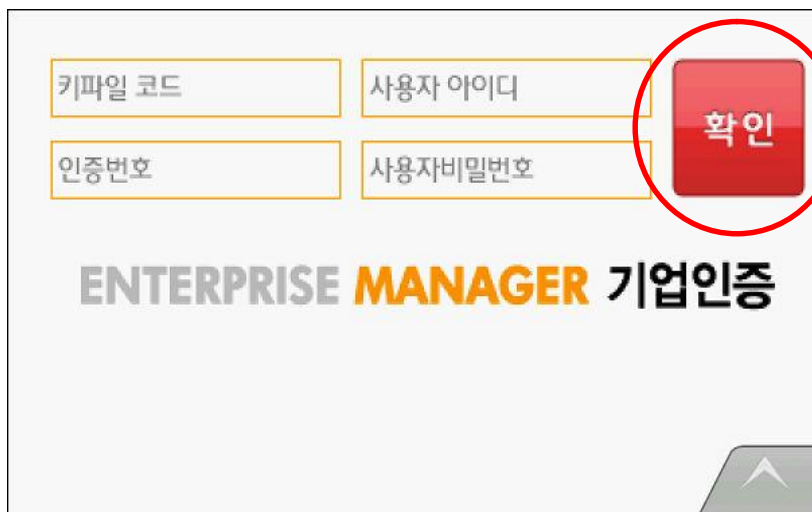 키파일 코드 사용자 아이디
확인
인증번호 사용자비밀번호
ENTERPRISE MANAGER 기업인증